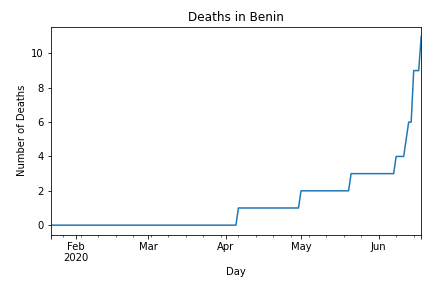 Deaths in Benin
Number of Deaths
10
8
6
4
2
0
Feb
2020
Mar
Apr
May
Jun
Day